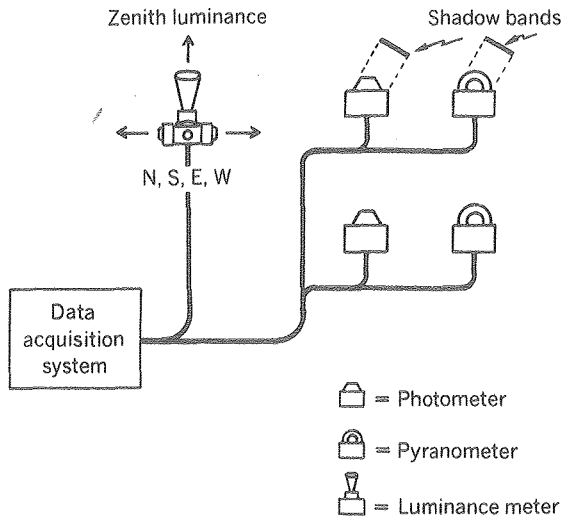 Zenith luminance
Shadow bands
N, S, E, W
Data
acquisition
system
= Photometer
= Pyranometer
= Luminance meter